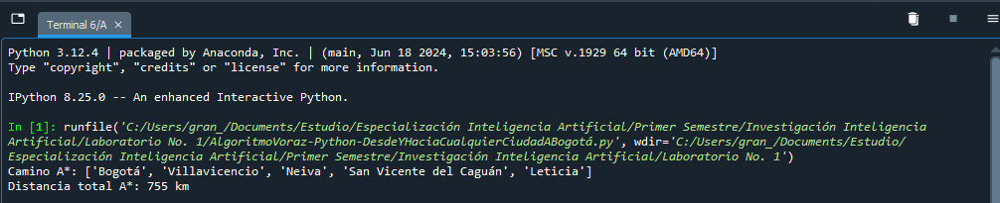 Terminal 6/A
Python 3.12.4 | packaged by Anaconda, Inc. | (main, Jun 18 2024, 15:03:56) [MSC v.1929 64 bit (AMD64)]
Type "copyright", "credits" or "license" for more information.
IPython 8.25.0 -- An enhanced Interactive Python.
In [1]: runfile('C:/Users/gran_/Documents/Estudio/Especialización Inteligencia Artificial/Primer Semestre/Investigación Inteligencia
Artificial/Laboratorio No. 1/AlgoritmoVoraz-Python-DesdeYHaciaCualquierCiudadABogotá.py', wdir='C:/Users/gran_/Documents/Estudio/
Especialización Inteligencia Artificial/Primer Semestre/Investigación Inteligencia Artificial/Laboratorio No. 1')
Camino A*: ['Bogotá', 'Villavicencio', 'Neiva', 'San Vicente del Caguán', 'Leticia']
Distancia total A*: 755 km